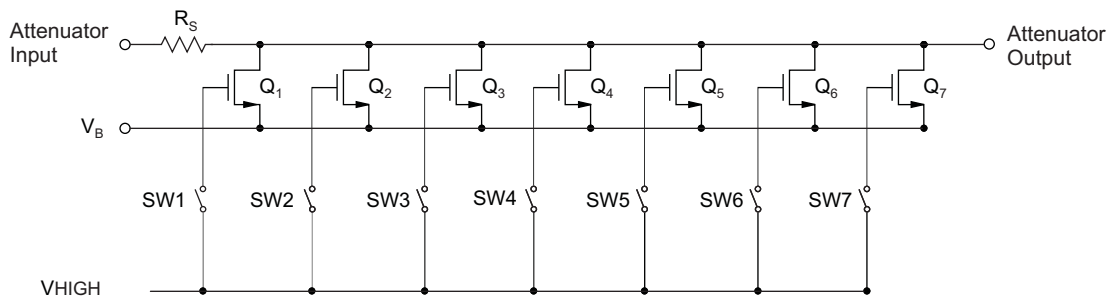 Attenuator
Input
R_S
Attenuator
Output
Q_1
Q_2
Q_3
Q_4
Q_5
Q_6
Q_7
V_B
SW1
SW2
SW3
SW4
SW5
SW6
SW7
VHIGH